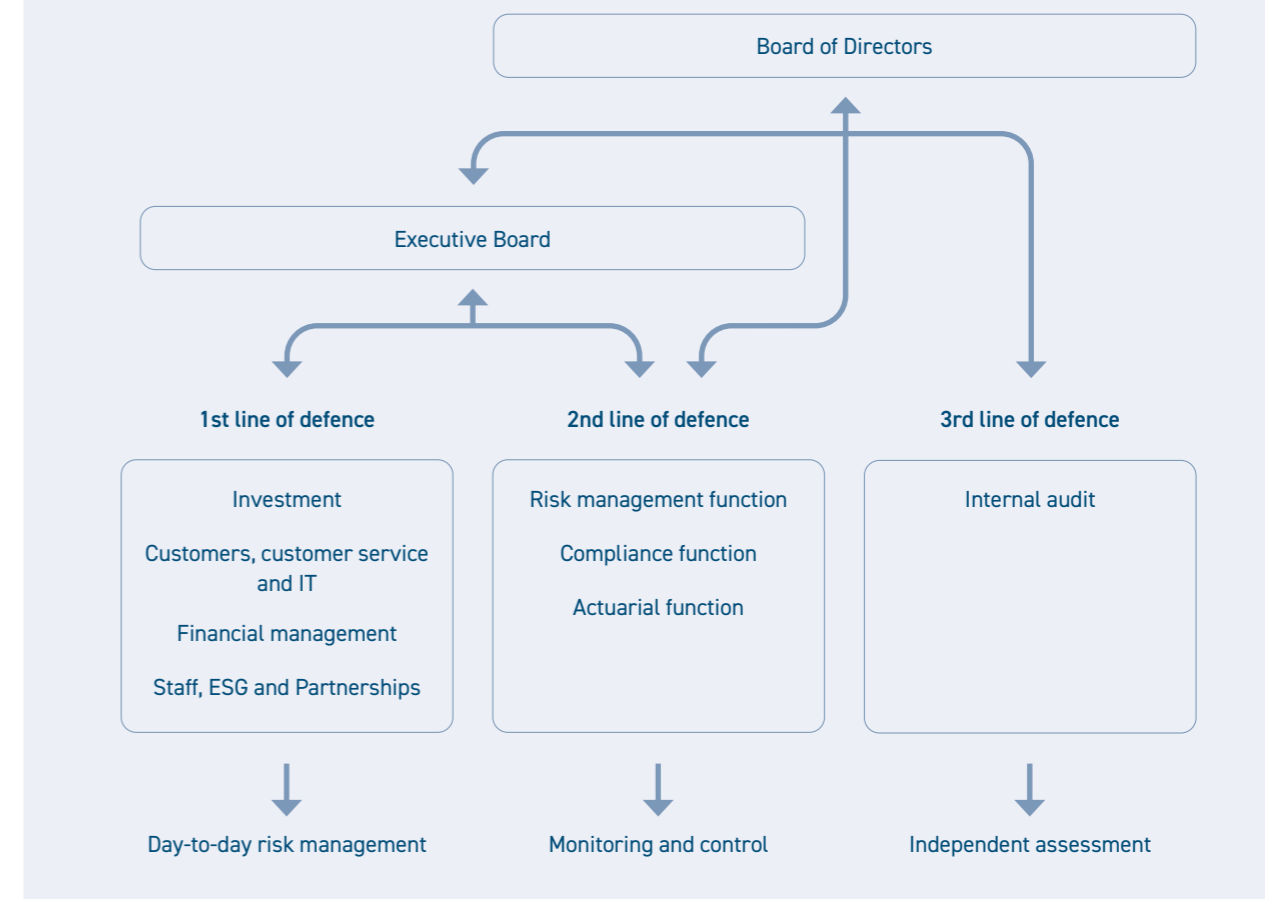 Board of Directors
Executive Board
1st line of defence
2nd line of defence
3rd line of defence
Investment
Customers, customer service
and IT
Financial management
Staff, ESG and Partnerships
Risk management function
Compliance function
Actuarial function
Internal audit
Day-to-day risk management
Monitoring and control
Independent assessment